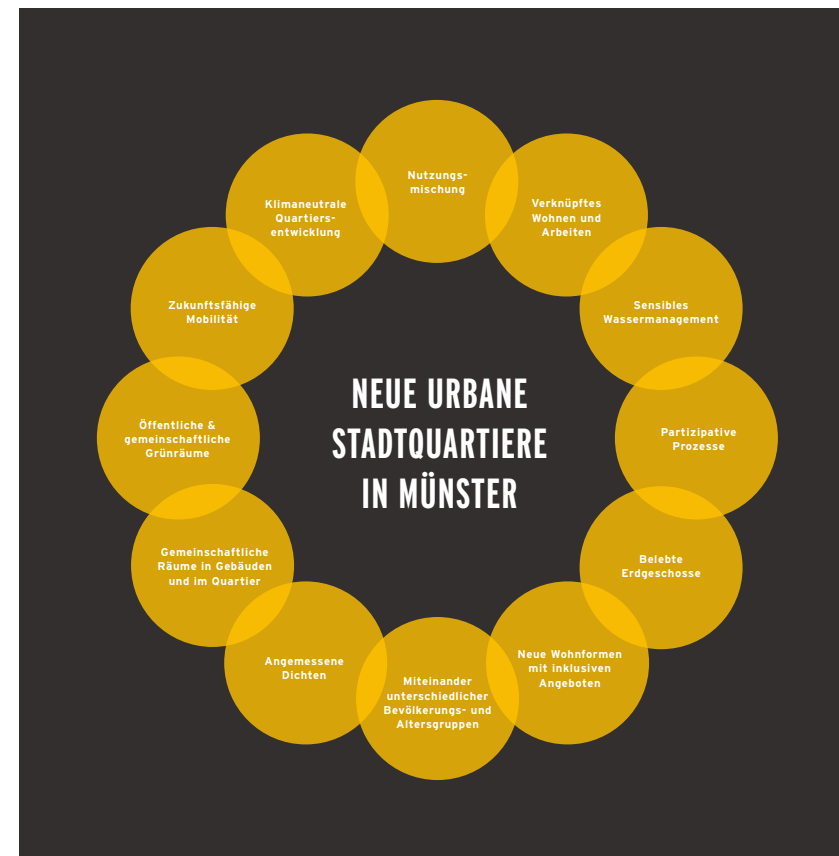 Nutzungs-
mischung
Verknüpftes
Wohnen und
Arbeiten
Sensibles
Wassermanagement
Partizipative
Prozesse
Belebte
Erdgeschosse
Neue Wohnformen
mit inklusiven
Angeboten
Miteinander
unterschiedlicher
Bevölkerungs- und
Altersgruppen
Angemessene
Dichten
Gemeinschaftliche
Räume in Gebäuden
und im Quartier
Öffentliche &
gemeinschaftliche
Grünräume
Zukunftsfähige
Mobilität
Klimaneutrale
Quartiers-
entwicklung
NEUE URBANE
STADTQUARTIERE
IN MÜNSTER